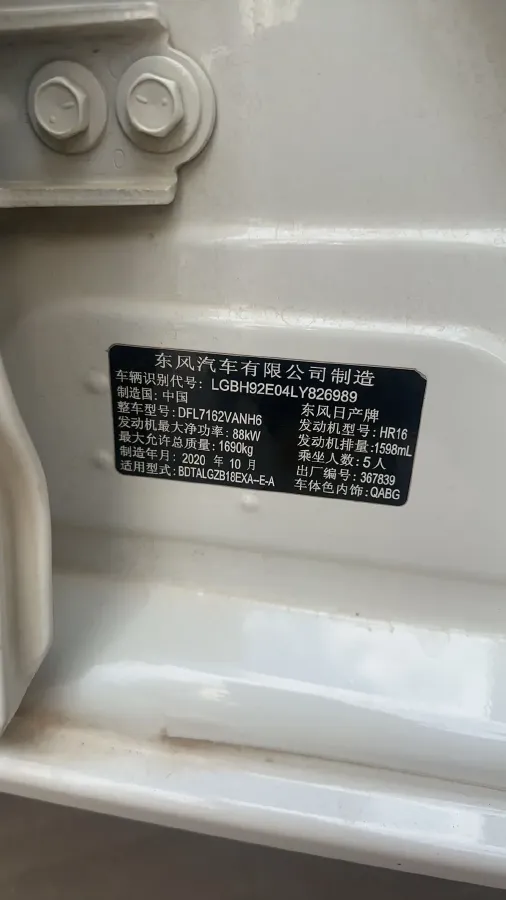 东风汽车有限公司制造
车辆识别代号: LGBH92E04LY826989
制造国: 中国 东风日产牌
整车型号: DFL7162VANH6 发动机型号: HR16
发动机最大净功率: 88kW 发动机排量: 1598mL
最大允许总质量: 1690kg 乘坐人数: 5人
制造年月: 2020 年 10 月 出厂编号: 367839
适用型式: BDTALGZB18EXA-E-A 车体色内饰: QABG